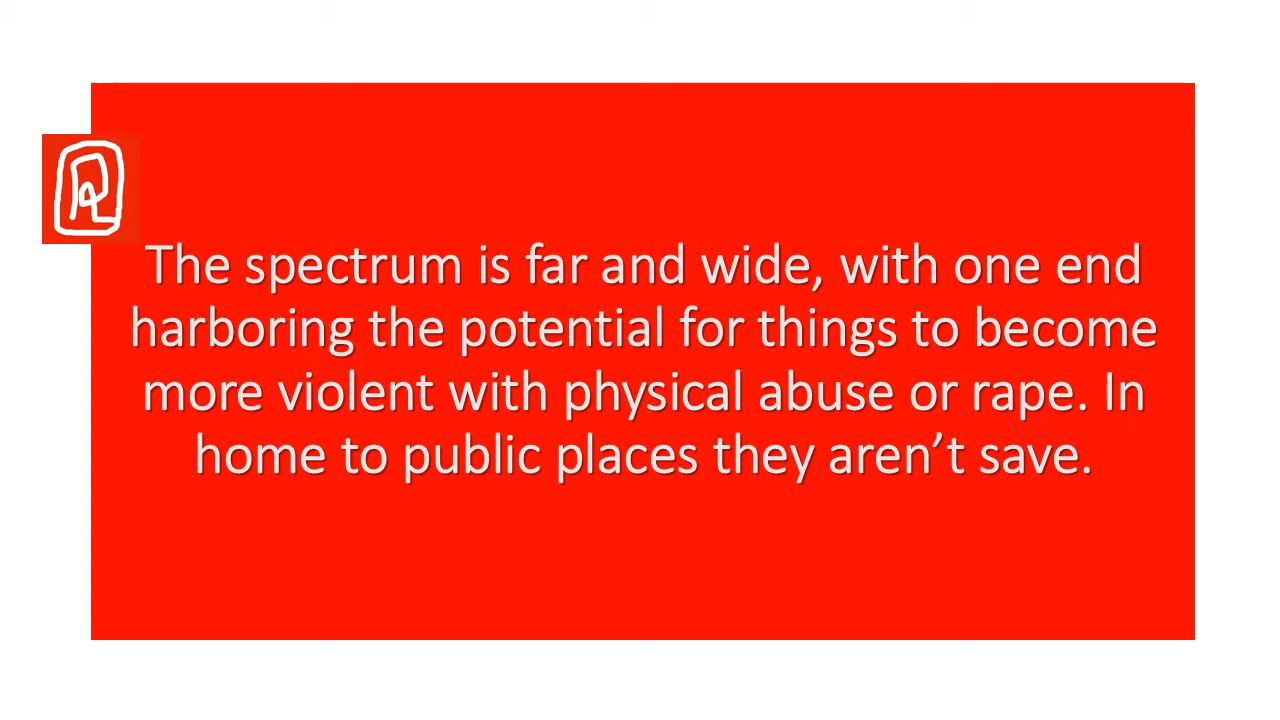 The spectrum is far and wide, with one end
harboring the potential for things to become
more violent with physical abuse or rape. In
home to public places they aren’t save.